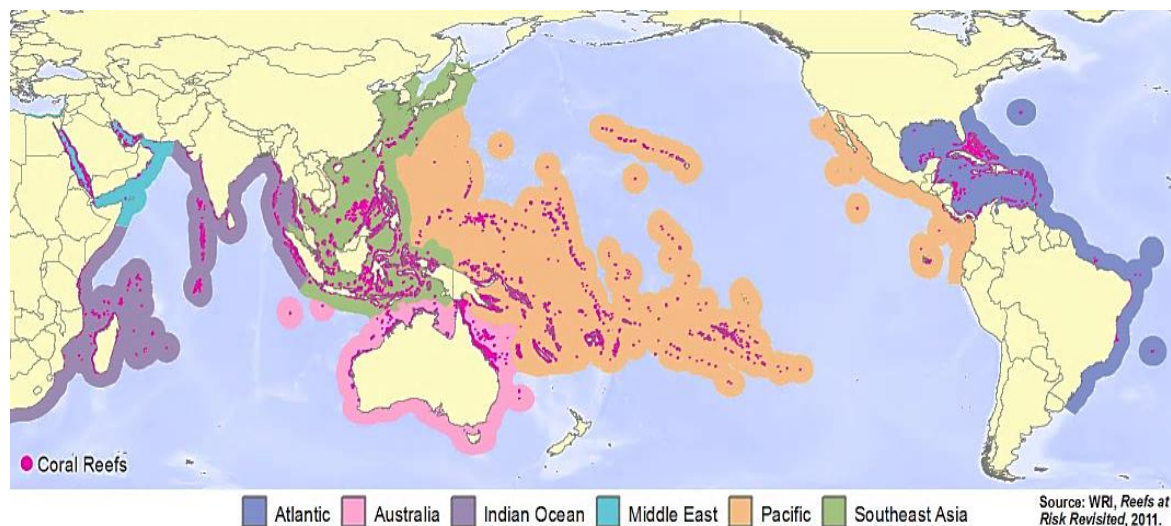 Coral Reefs
Atlantic
Australia
Indian Ocean
Middle East
Pacific
Southeast Asia
Source: WRI, Reefs at
Risk Revisited, 2011